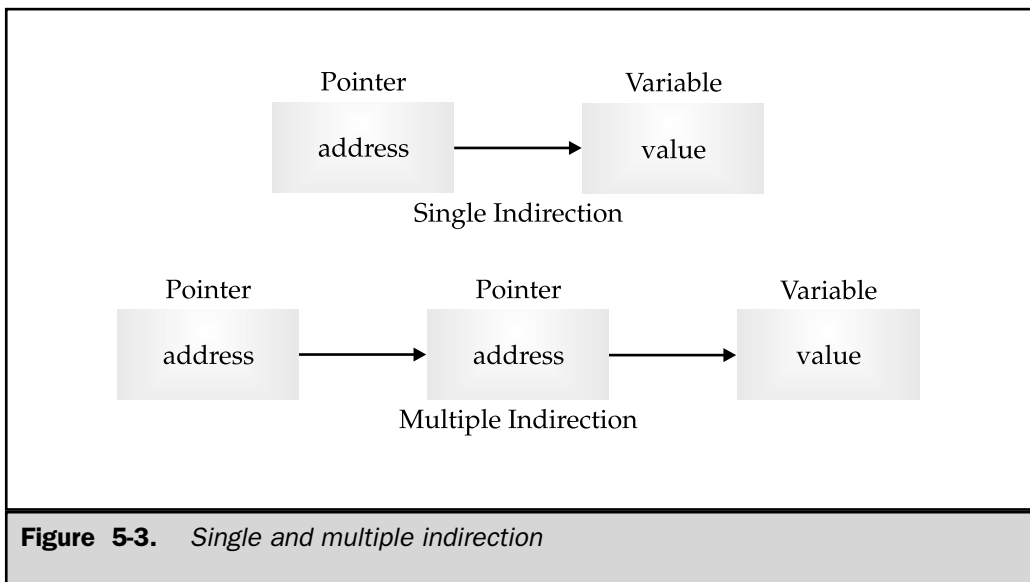 Pointer Variable
address value
Single Indirection
Pointer Pointer Variable
address address value
Multiple Indirection
Figure 5-3. Single and multiple indirection